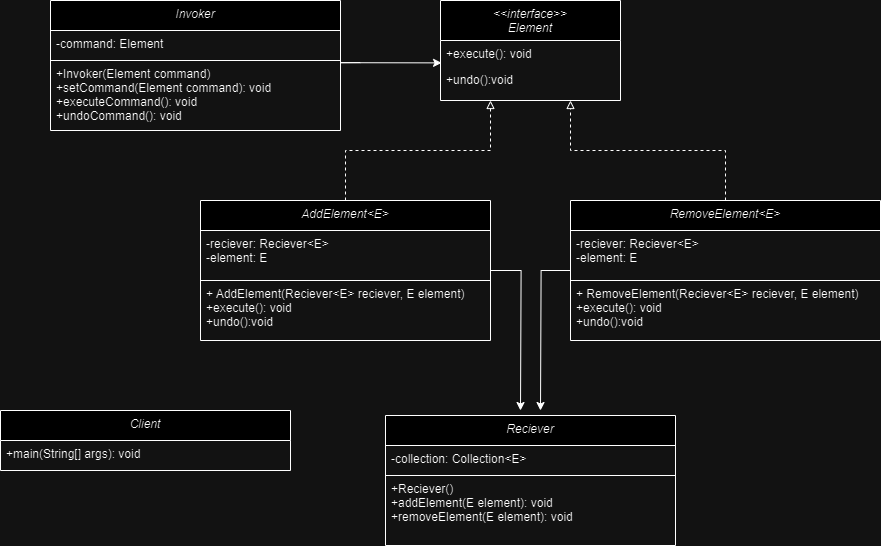 Invoker
-command: Element
+Invoker(Element command)
+setCommand(Element command): void
+executeCommand(): void
+undoCommand(): void
<<interface>>
Element
+execute(): void
+undo():void
AddElement<E>
-reciever: Reciever<E>
-element: E
+ AddElement(Reciever<E> reciever, E element)
+execute(): void
+undo():void
RemoveElement<E>
-reciever: Reciever<E>
-element: E
+ RemoveElement(Reciever<E> reciever, E element)
+execute(): void
+undo():void
Client
+main(String[] args): void
Reciever
-collection: Collection<E>
+Reciever()
+addElement(E element): void
+removeElement(E element): void